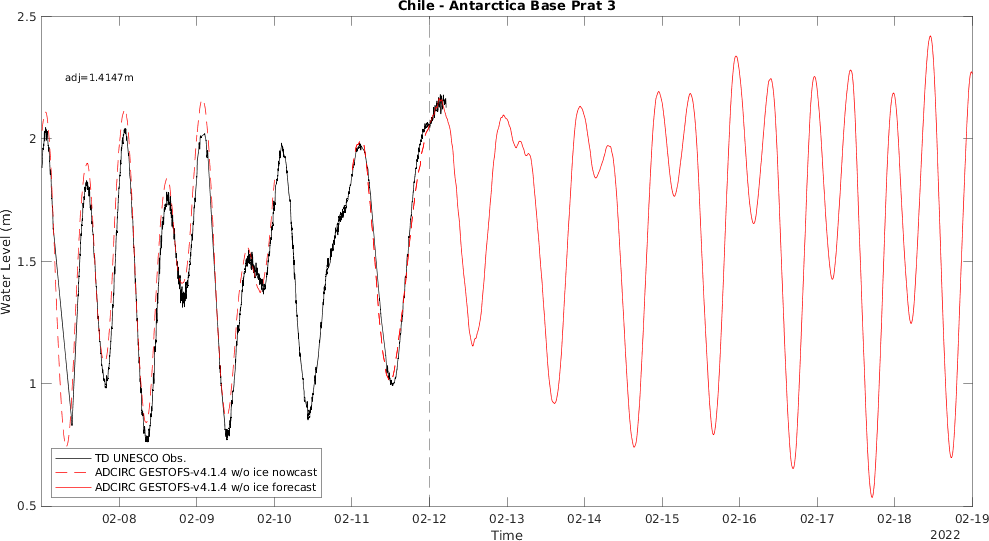 Chile - Antarctica Base Prat 3
2.5
adj=1.4147m
2
1.5
1
0.5
Water Level (m)
TD UNESCO Obs.
ADCIRC GESTOFS-v4.1.4 w/o ice nowcast
ADCIRC GESTOFS-v4.1.4 w/o ice forecast
02-08 02-09 02-10 02-11 02-12 02-13 02-14 02-15 02-16 02-17 02-18 02-19
Time
2022